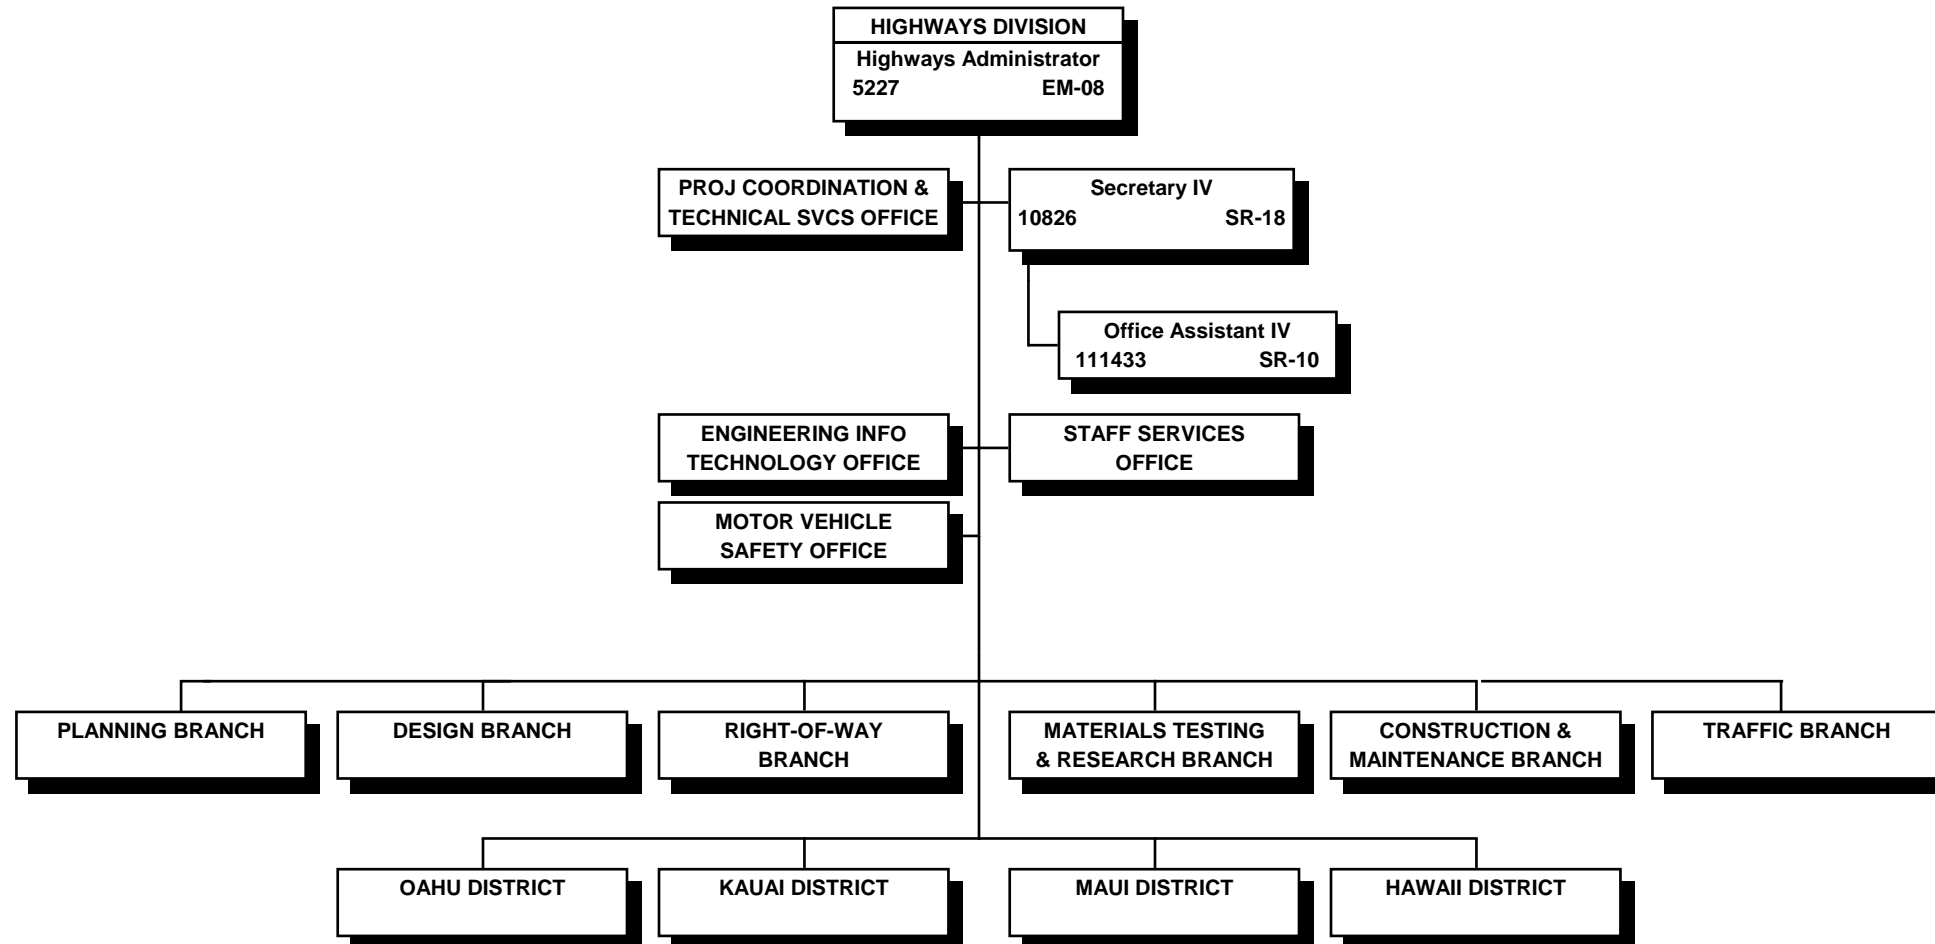 HIGHWAYS DIVISION
Highways Administrator
5227 EM-08
PROJ COORDINATION &
TECHNICAL SVCS OFFICE
Secretary IV
10826 SR-18
Office Assistant IV
111433 SR-10
ENGINEERING INFO
TECHNOLOGY OFFICE
STAFF SERVICES
OFFICE
MOTOR VEHICLE
SAFETY OFFICE
PLANNING BRANCH
DESIGN BRANCH
RIGHT-OF-WAY
BRANCH
MATERIALS TESTING
& RESEARCH BRANCH
CONSTRUCTION &
MAINTENANCE BRANCH
TRAFFIC BRANCH
OAHU DISTRICT
KAUAI DISTRICT
MAUI DISTRICT
HAWAII DISTRICT